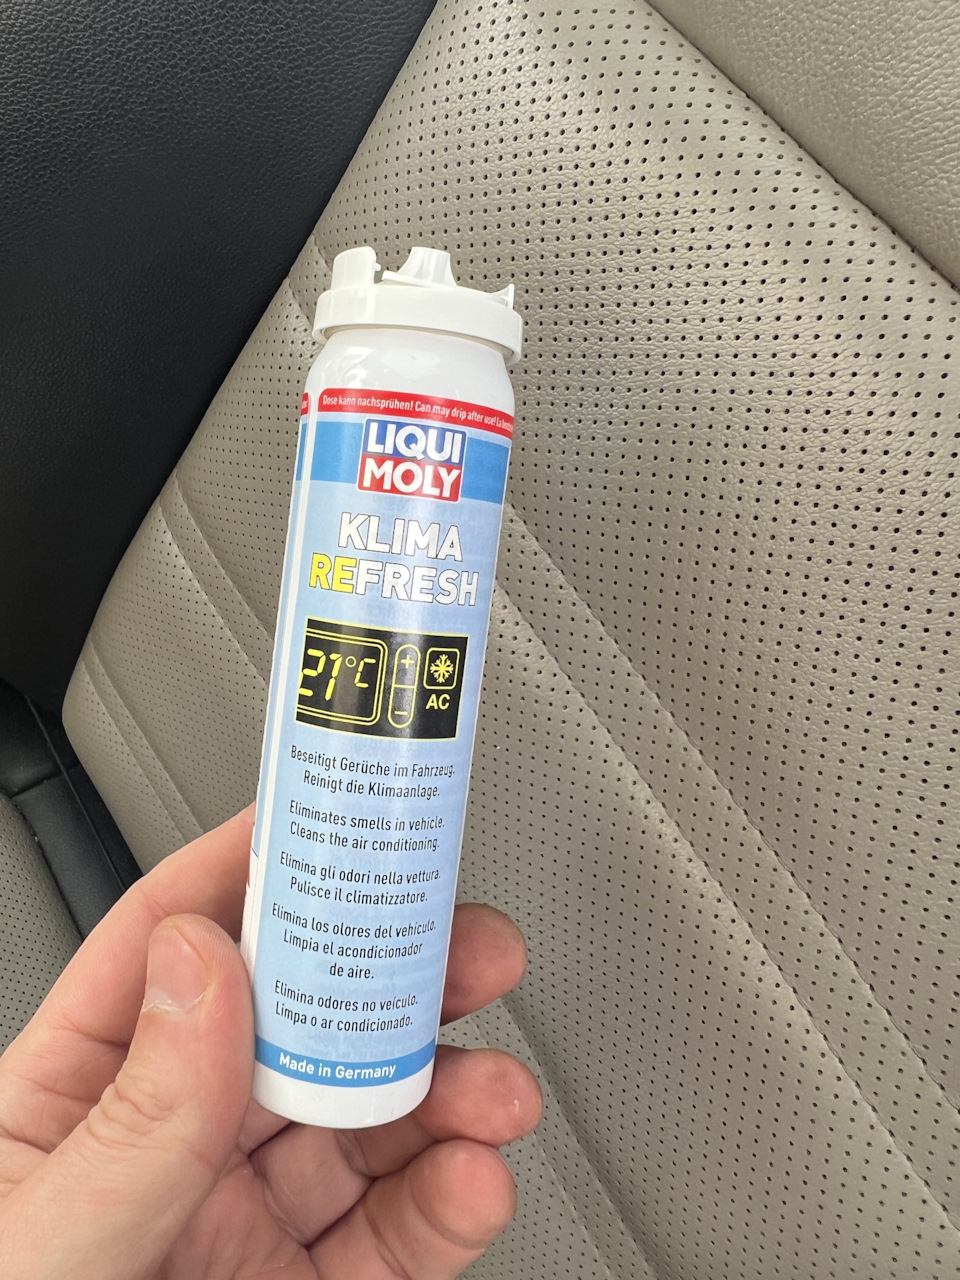 Dose kann nachsprühen! Can may drip after use!
LIQUI
MOLY
KLIMA
REFRESH
21°C
+
-
AC
Beseitigt Gerüche im Fahrzeug.
Reinigt die Klimaanlage.
Eliminates smells in vehicle.
Cleans the air conditioning.
Elimina gli odori nella vettura.
Pulisce il climatizzatore.
Elimina los olores del vehículo.
Limpia el acondicionador
de aire.
Elimina odores no veículo.
Limpa o ar condicionado.
Made in Germany